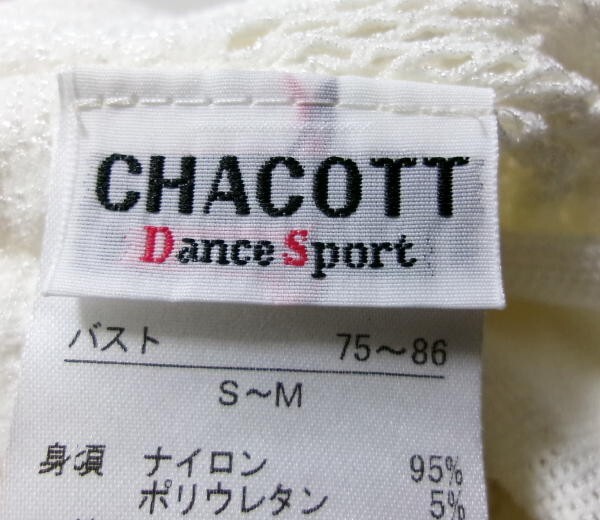 CHACOTT
Dance Sport
バスト 75～86
S～M
身頃 ナイロン 95%
ポリウレタン 5%